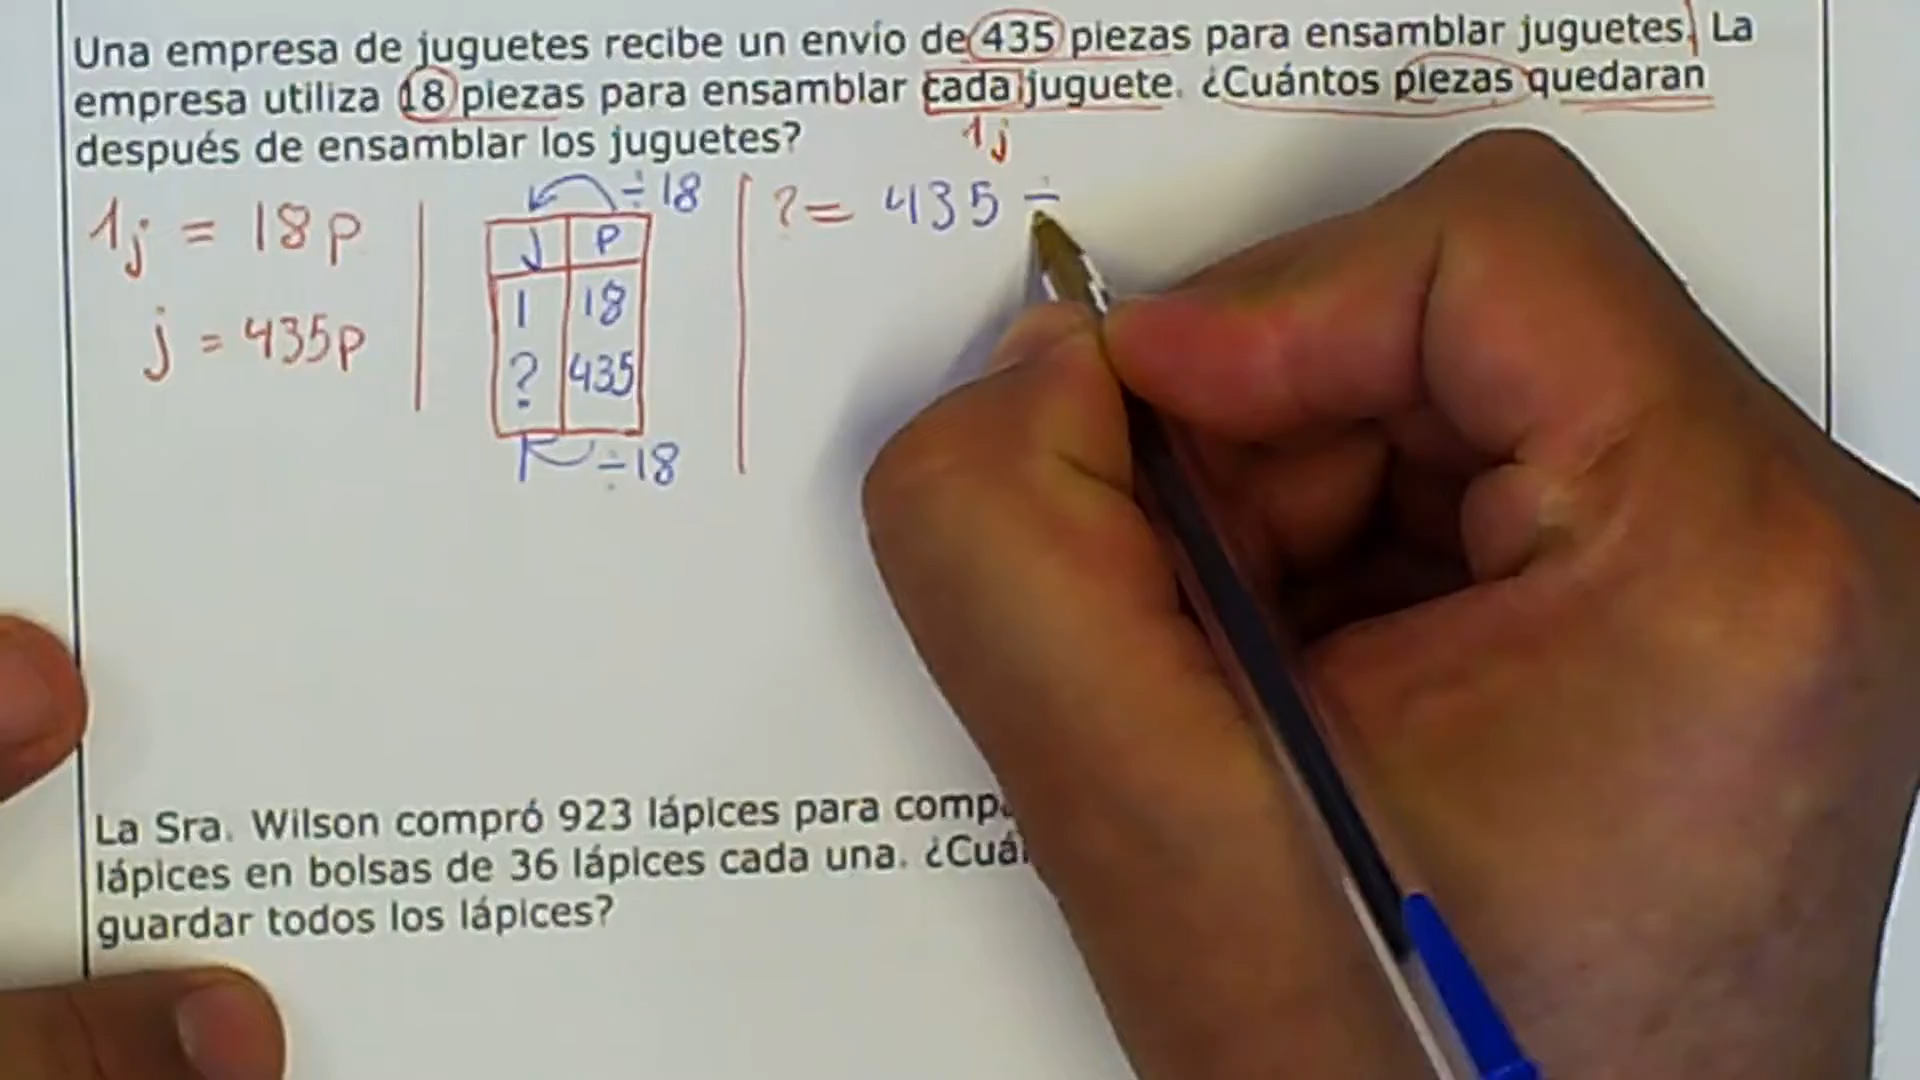 Una empresa de juguetes recibe un envío de 435 piezas para ensamblar juguetes. La
empresa utiliza 18 piezas para ensamblar cada juguete. ¿Cuántos piezas quedaran
después de ensamblar los juguetes?
1j
1j = 18p
j = 435p
÷18
j P
1 18
? 435
÷18
? = 435 ÷
La Sra. Wilson compró 923 lápices para
lápices en bolsas de 36 lápices cada una.
guardar todos los lápices?